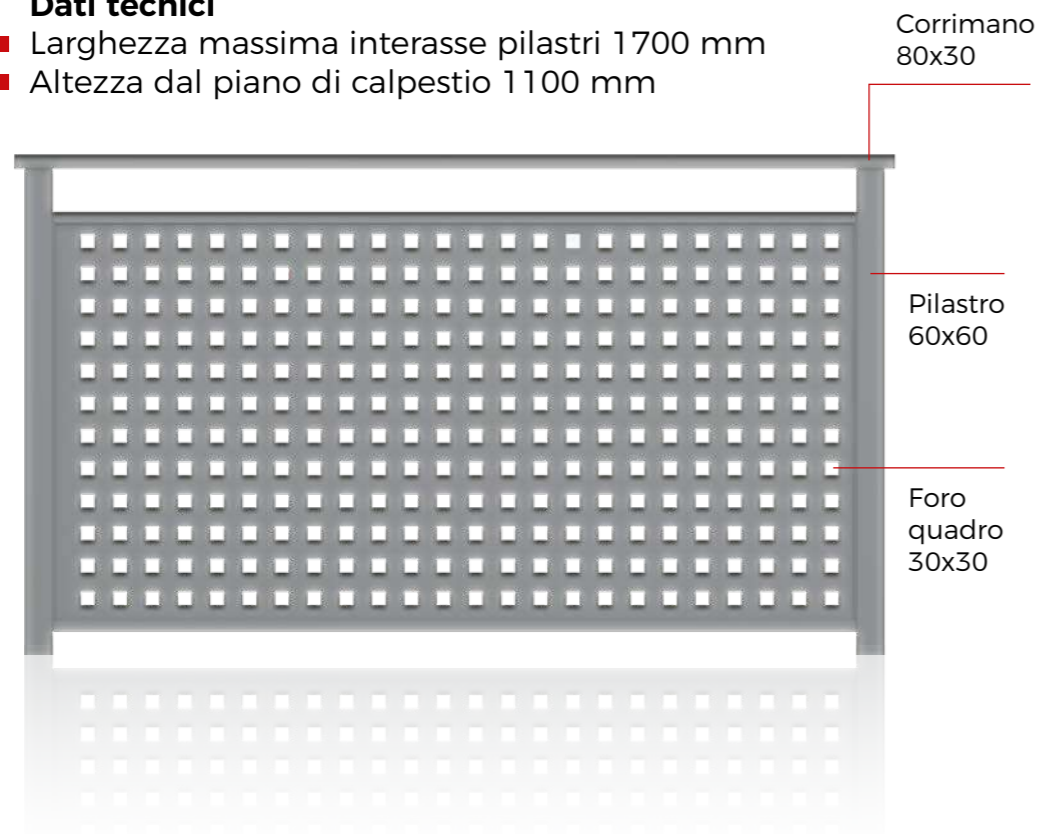 Dati tecnici
Larghezza massima interasse pilastri 1700 mm
Altezza dal piano di calpestio 1100 mm
Corrimano
80x30
Pilastro
60x60
Foro
quadro
30x30